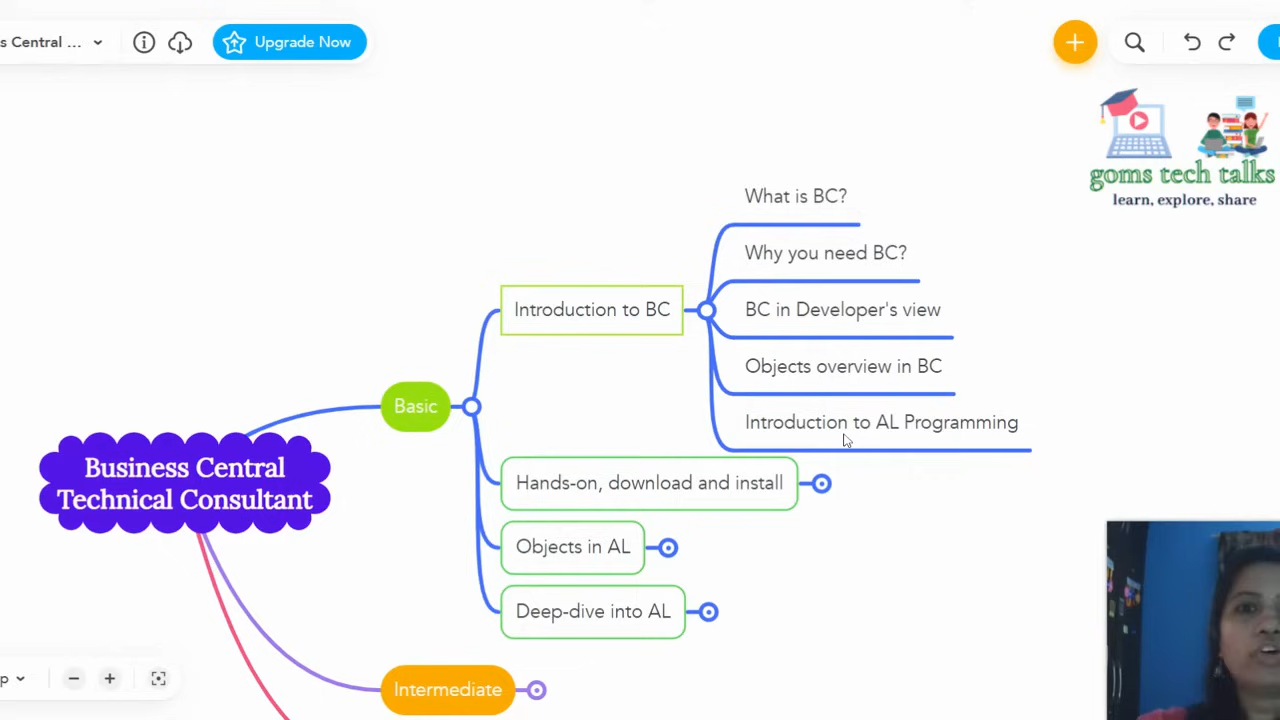 s Central ...
Upgrade Now
goms tech talks
learn, explore, share
What is BC?
Why you need BC?
Introduction to BC
BC in Developer's view
Objects overview in BC
Basic
Introduction to AL Programming
Business Central
Technical Consultant
Hands-on, download and install
Objects in AL
Deep-dive into AL
p
Intermediate